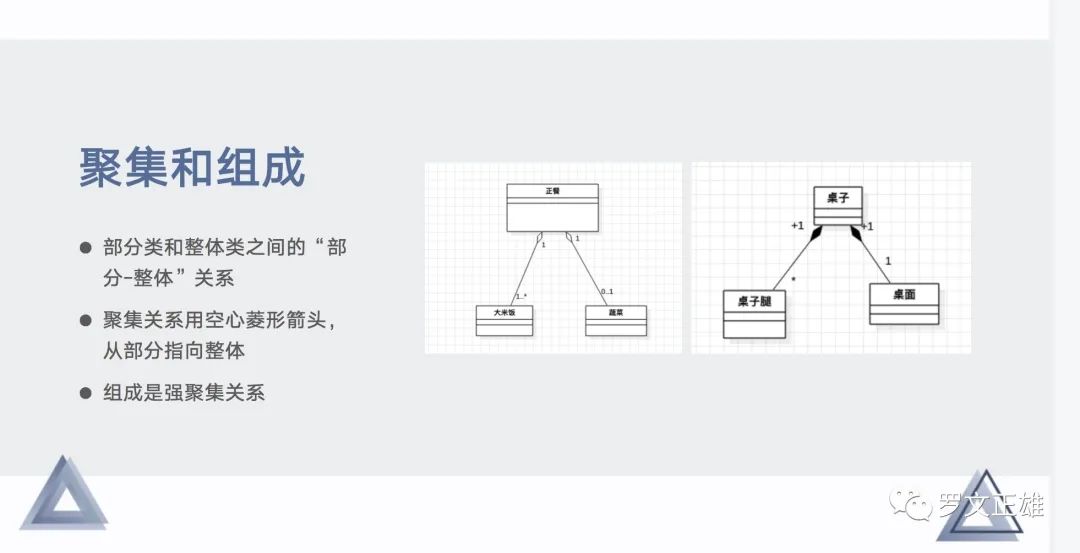 聚集和组成
● 部分类和整体类之间的“部
分-整体”关系
● 聚集关系用空心菱形箭头，
从部分指向整体
● 组成是强聚集关系
正餐
1
1
1..*
0..1
大米饭
蔬菜
桌子
+1
+1
*
1
桌子腿
桌面
罗文正雄